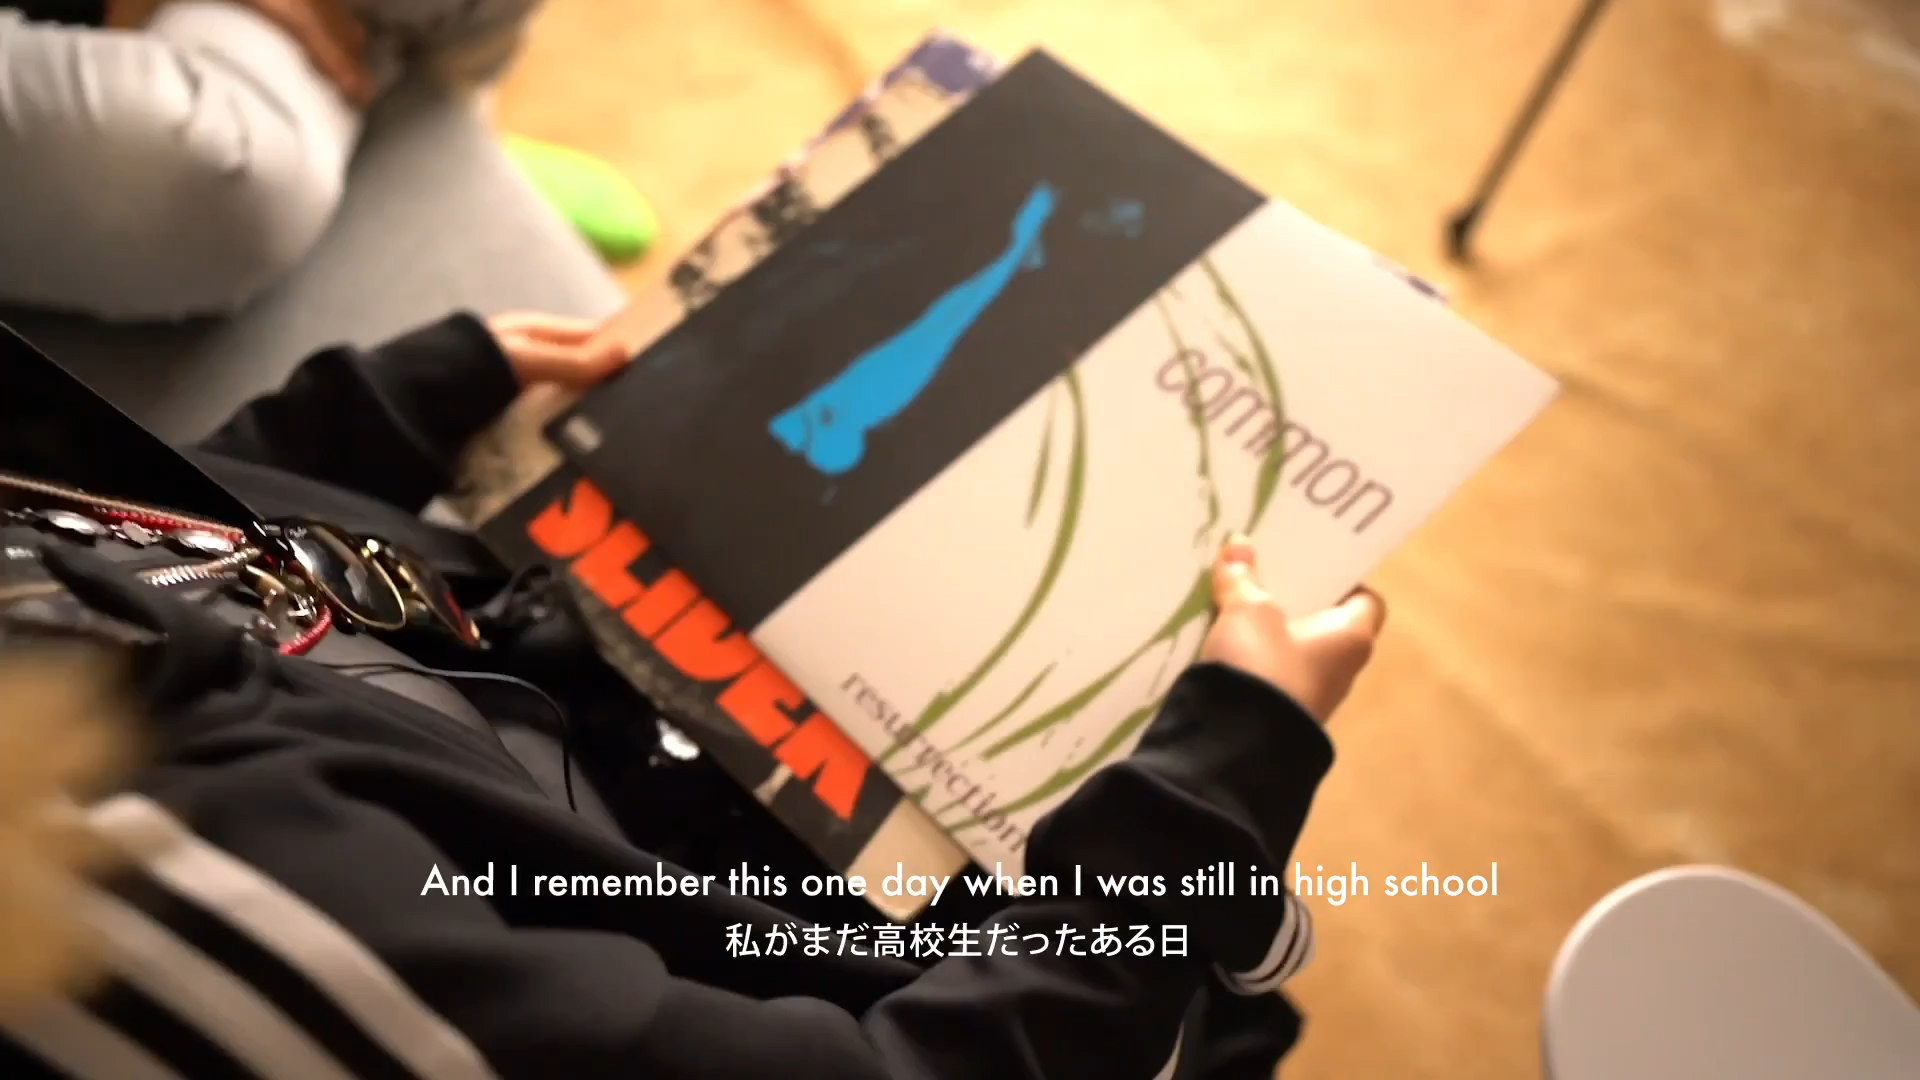 common
resurrection
SLIVER
And I remember this one day when I was still in high school
私がまだ高校生だったある日